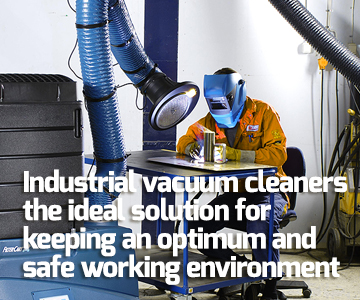 Industrial vacuum cleaners
the ideal solution for
keeping an optimum and
safe working environment